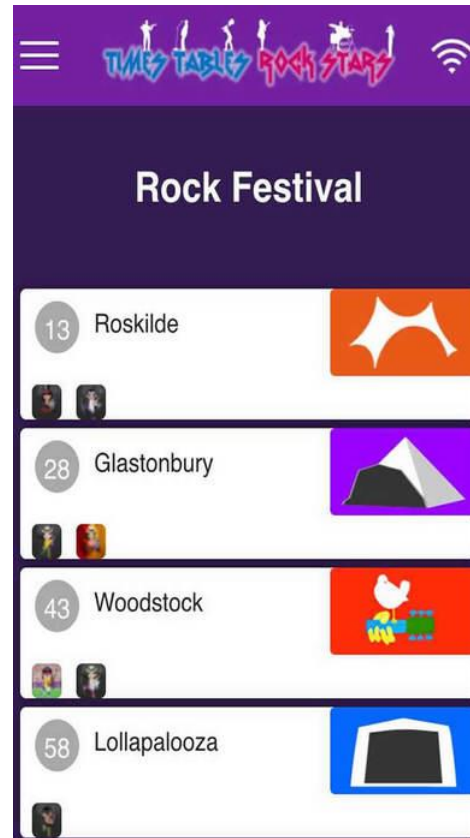 TIMES TABLES ROCK STARS
Rock Festival
13 Roskilde
28 Glastonbury
43 Woodstock
58 Lollapalooza